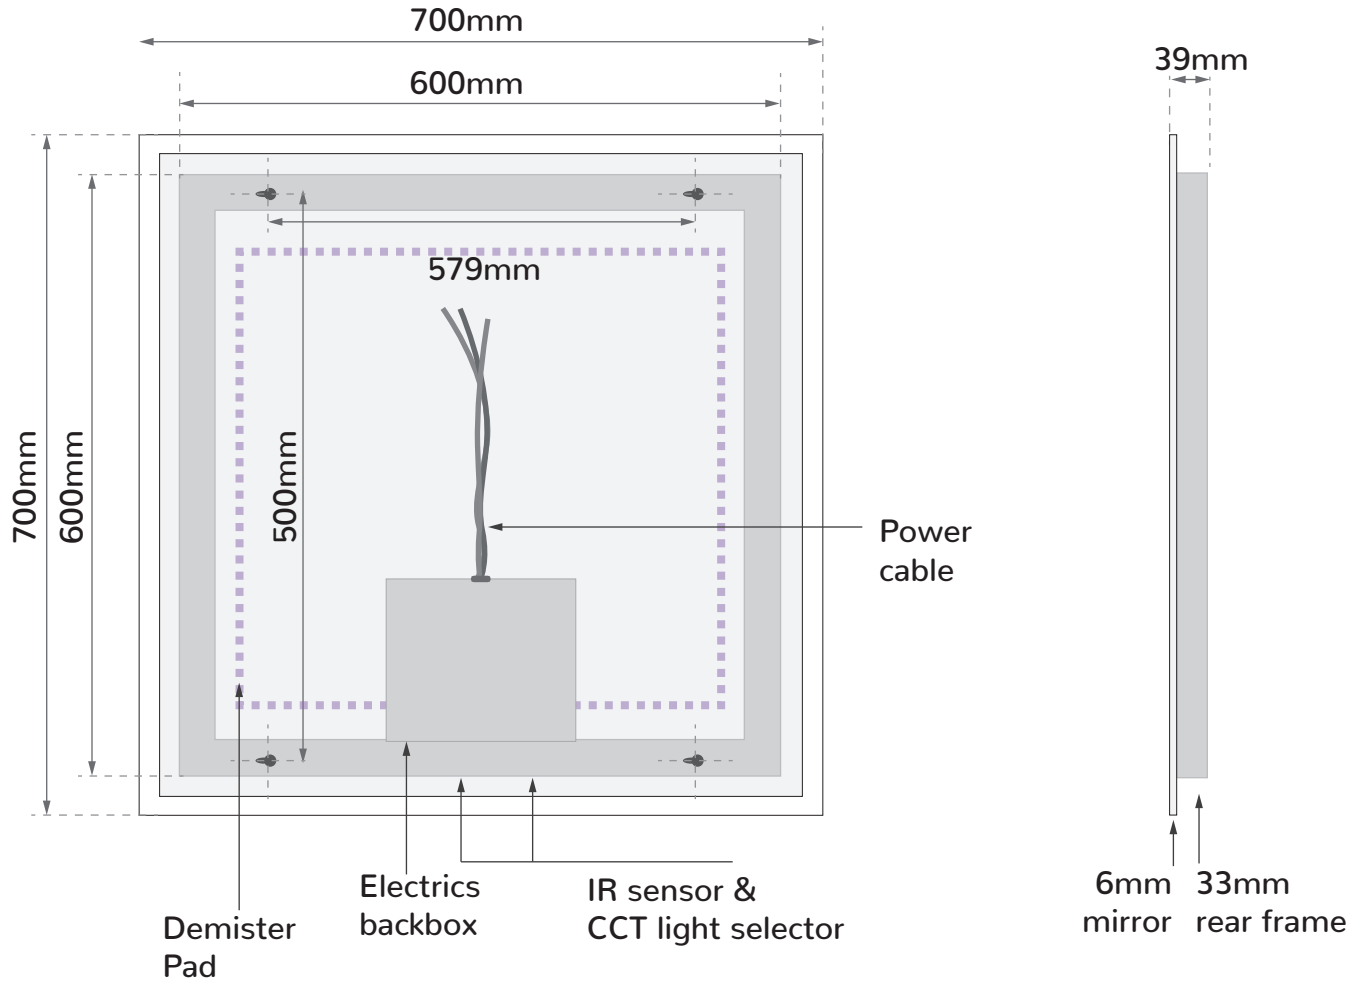 700mm
39mm
600mm
579mm
700mm
600mm
500mm
Power
cable
Electrics
backbox
IR sensor &
CCT light selector
Demister
Pad
6mm
mirror
33mm
rear frame